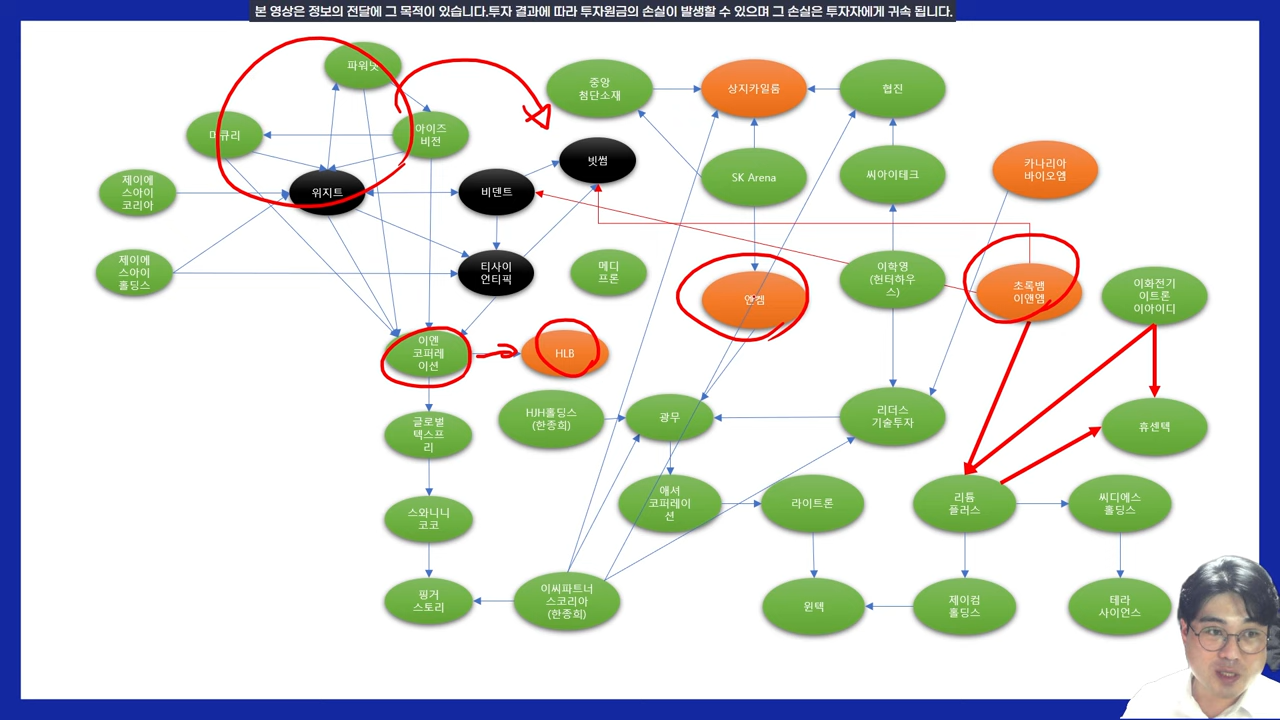 본 영상은 정보의 전달에 그 목적이 있습니다.투자 결과에 따라 투자원금의 손실이 발생할 수 있으며 그 손실은 투자자에게 귀속 됩니다.
파워넷
중앙
첨단소재
상지카일룸
협진
머큐리
아이즈
비전
빗썸
카나리아
바이오엠
제이에
스아이
코리아
위지트
비덴트
SK Arena
씨아이테크
제이에
스아이
홀딩스
티사이
언티픽
메디
프론
엔켐
이학영
(헌터하우
스)
초록뱀
이앤엠
이화전기
이트론
이아이디
이엔
코퍼레
이션
HLB
글로벌
텍스프
리
HJH홀딩스
(한종희)
광무
리더스
기술투자
휴센텍
스와니니
코코
애셔
코퍼레이
션
라이트론
리튬
플러스
씨디에스
홀딩스
핑거
스토리
이씨파트너
스코리아
(한종희)
윈텍
제이컴
홀딩스
테라
사이언스